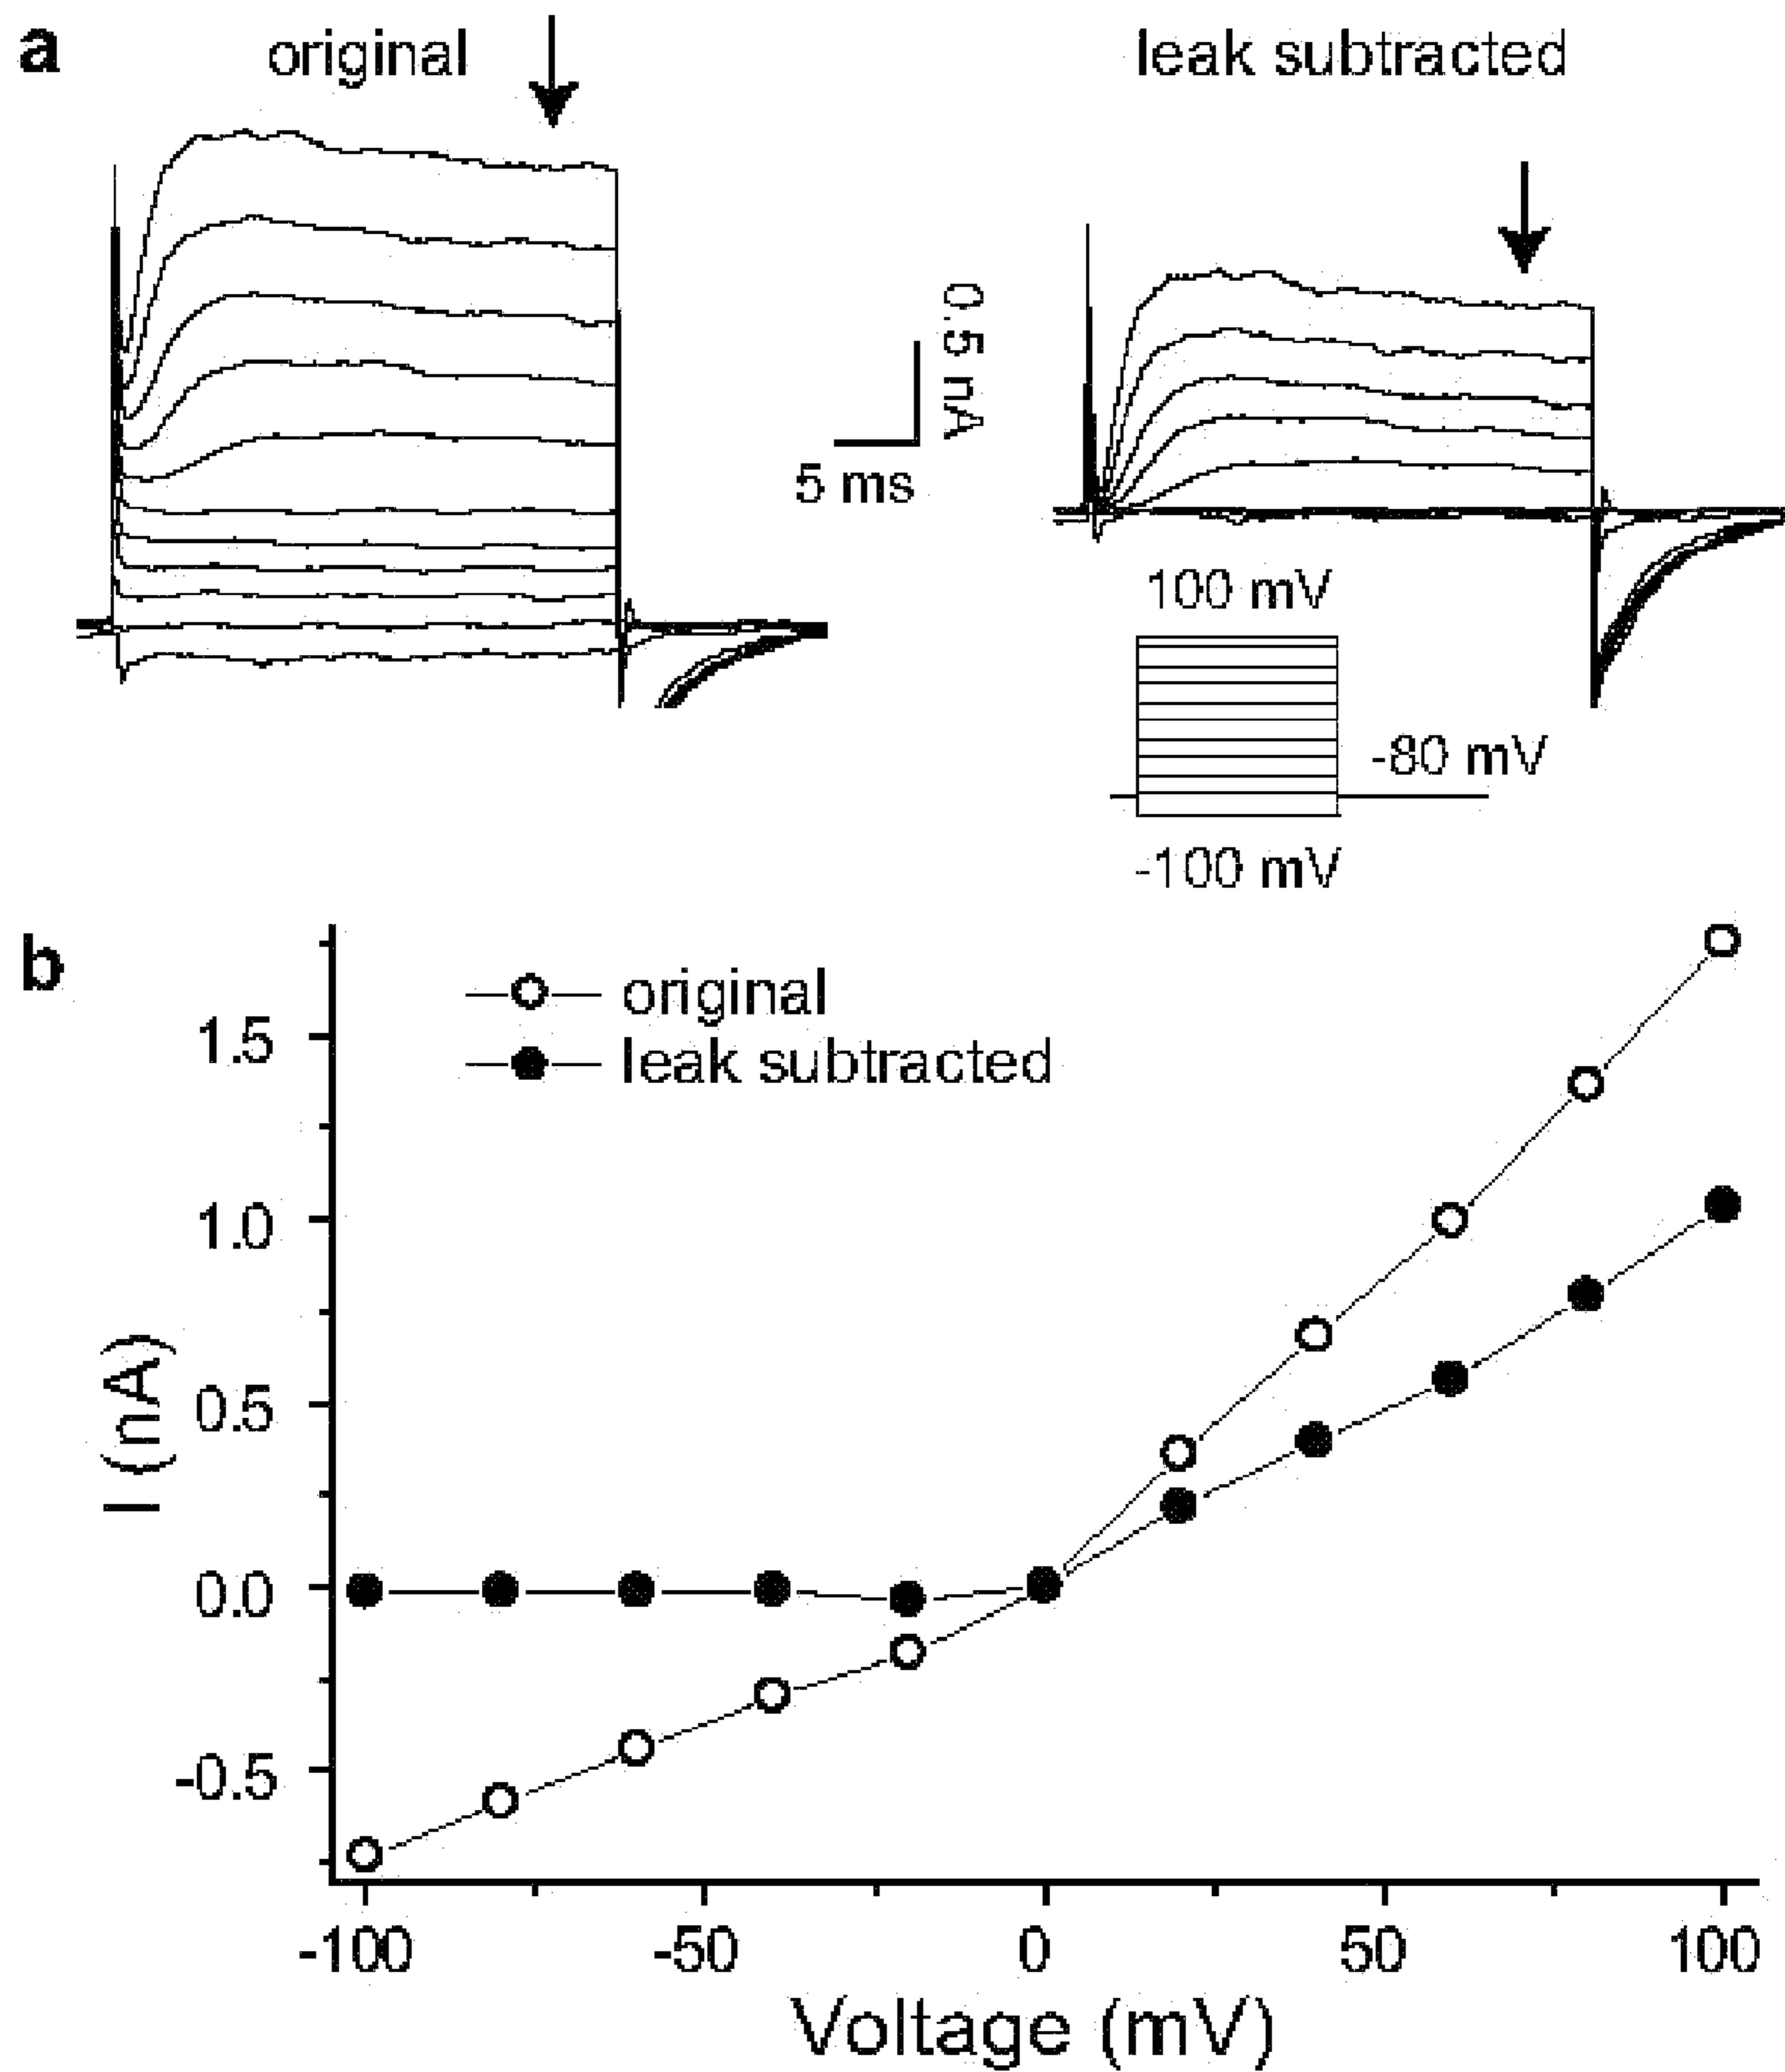 a
original
leak subtracted
0.5 nA
5 ms
100 mV
-80 mV
-100 mV
b
original
leak subtracted
1.5
1.0
0.5
0.0
-0.5
I (nA)
-100
-50
0
50
100
Voltage (mV)